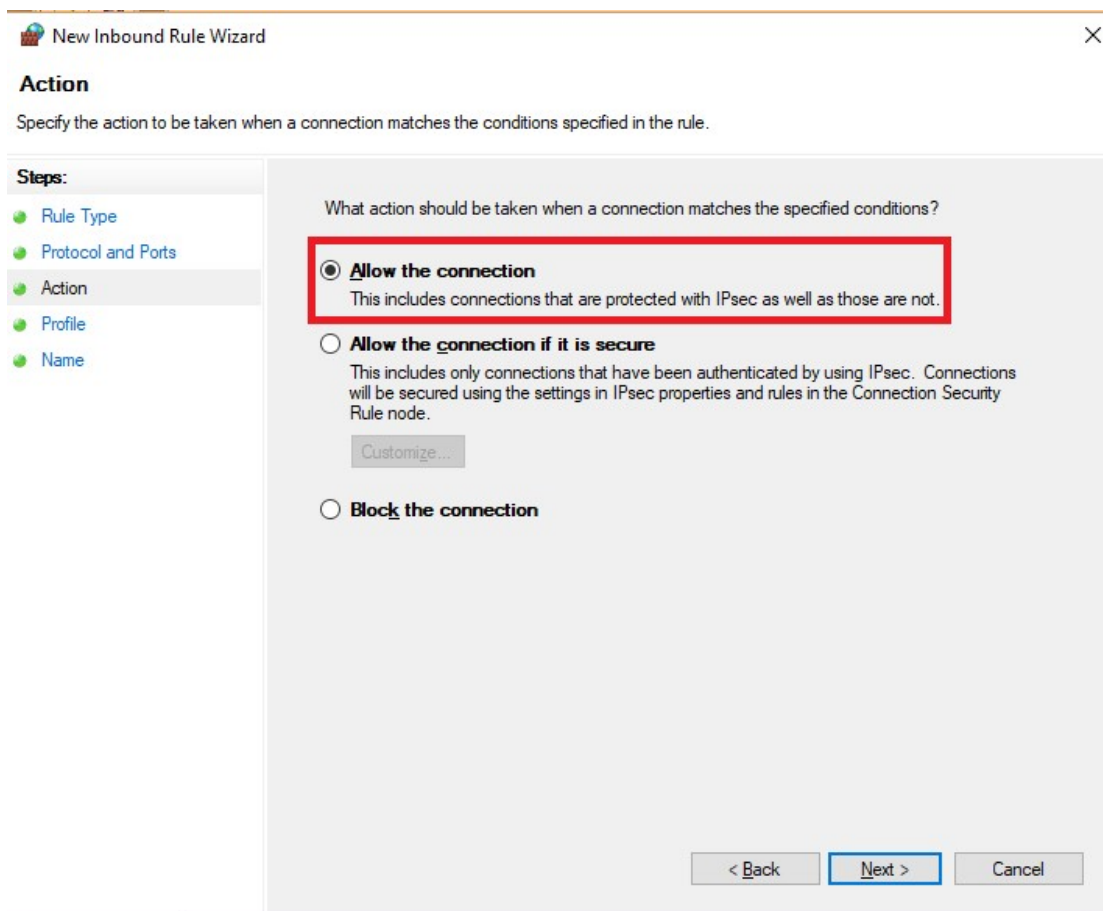 New Inbound Rule Wizard
Action
Specify the action to be taken when a connection matches the conditions specified in the rule.
Steps:
Rule Type
Protocol and Ports
Action
Profile
Name
What action should be taken when a connection matches the specified conditions?
Allow the connection
This includes connections that are protected with IPsec as well as those are not.
Allow the connection if it is secure
This includes only connections that have been authenticated by using IPsec. Connections
will be secured using the settings in IPsec properties and rules in the Connection Security
Rule node.
Customize...
Block the connection
< Back
Next >
Cancel